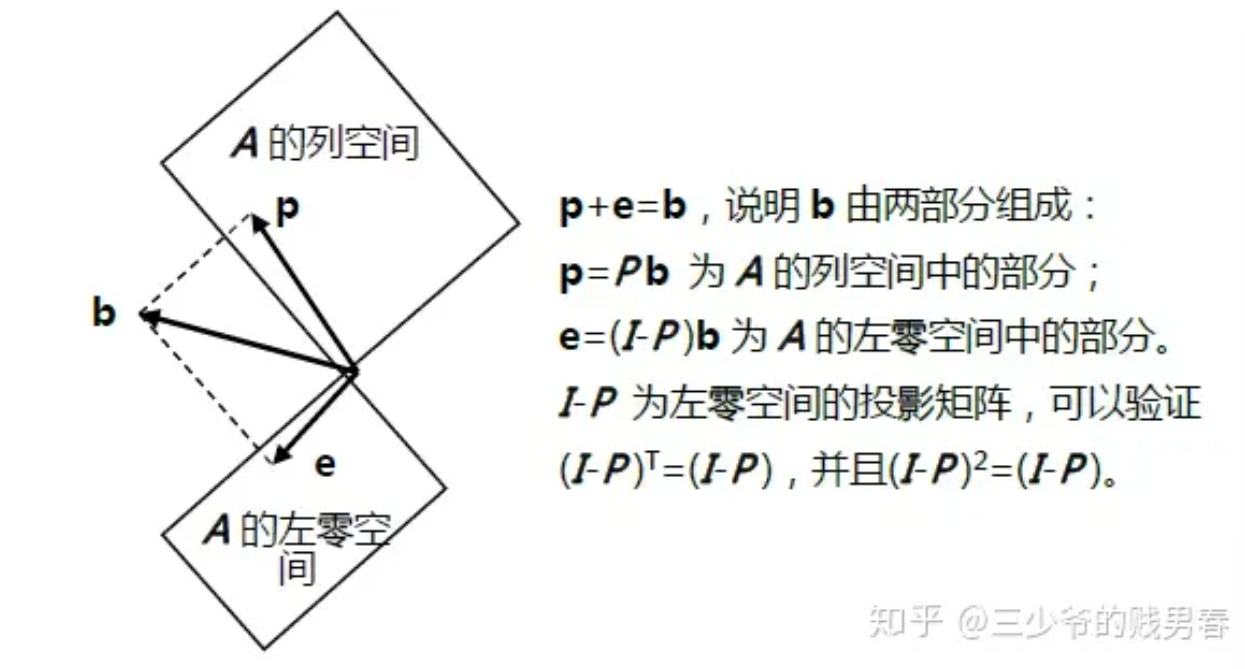 A 的列空间
p
b
e
A 的左零空
间
p+e=b，说明 b 由两部分组成：
p=Pb 为 A 的列空间中的部分；
e=(I-P)b 为 A 的左零空间中的部分。
I-P 为左零空间的投影矩阵，可以验证
(I-P)ᵀ=(I-P)，并且(I-P)²=(I-P)。
知乎 @三少爷的贱男春